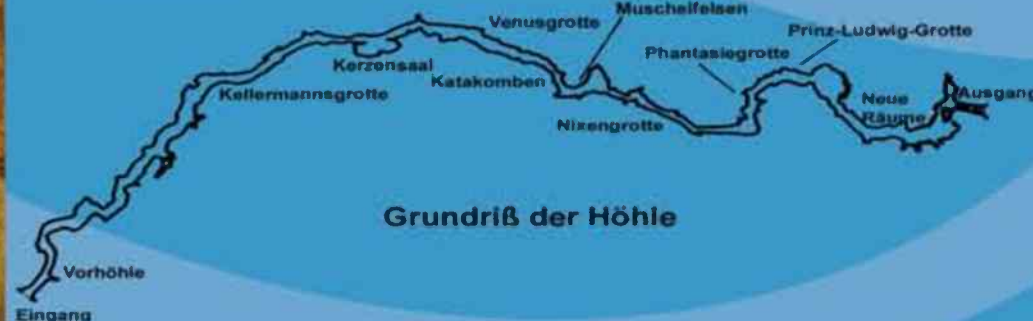 Muschelfelsen
Venusgrotte
Prinz-Ludwig-Grotte
Phantasiegrotte
Kerzensaal
Katakomben
Kellermannsgrotte
Neue
Räume
Ausgang
Nixengrotte
Grundriß der Höhle
Vorhöhle
Eingang